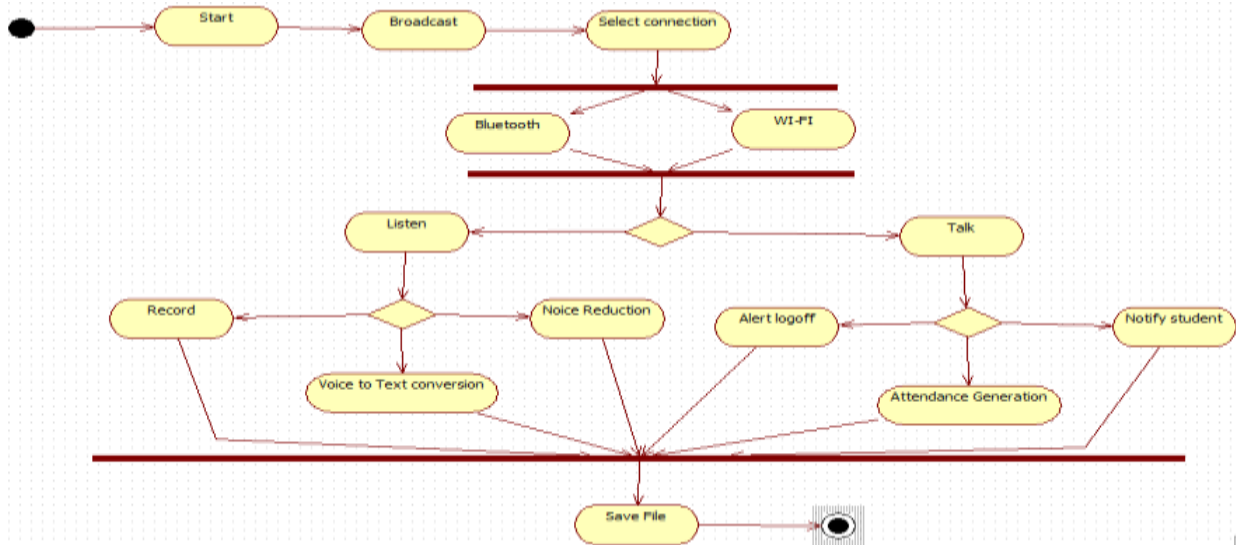 Start
Broadcast
Select connection
Bluetooth
WI-FI
Listen
Talk
Record
Noice Reduction
Alert logoff
Notify student
Voice to Text conversion
Attendance Generation
Save File